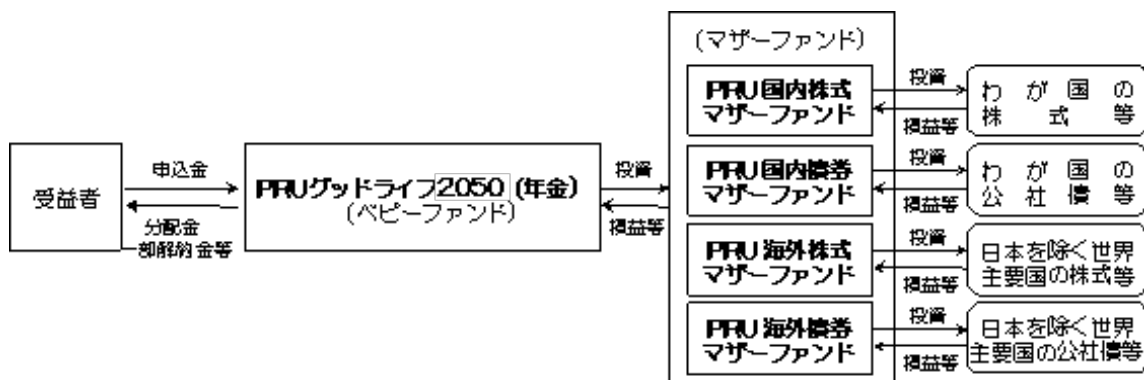 受益者
申込金
分配金
一部解約金等
PRUグッドライフ2050 (年金)
(ベビーファンド)
投資
損益等
(マザーファンド)
PRU国内株式
マザーファンド
投資
損益等
わが国の
株式等
PRU国内債券
マザーファンド
投資
損益等
わが国の
公社債等
PRU海外株式
マザーファンド
投資
損益等
日本を除く世界
主要国の株式等
PRU海外債券
マザーファンド
投資
損益等
日本を除く世界
主要国の公社債等